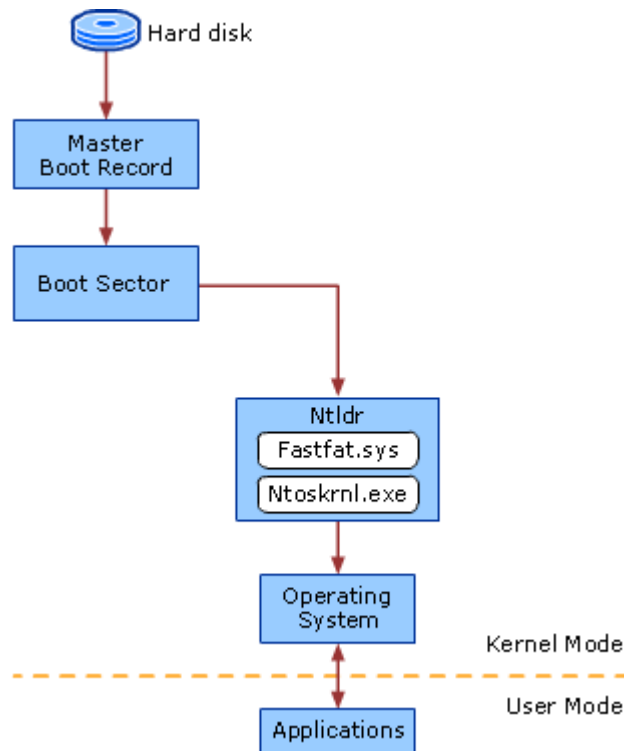 Hard disk
Master
Boot Record
Boot Sector
Ntldr
Fastfat.sys
Ntoskrnl.exe
Operating
System
Kernel Mode
User Mode
Applications